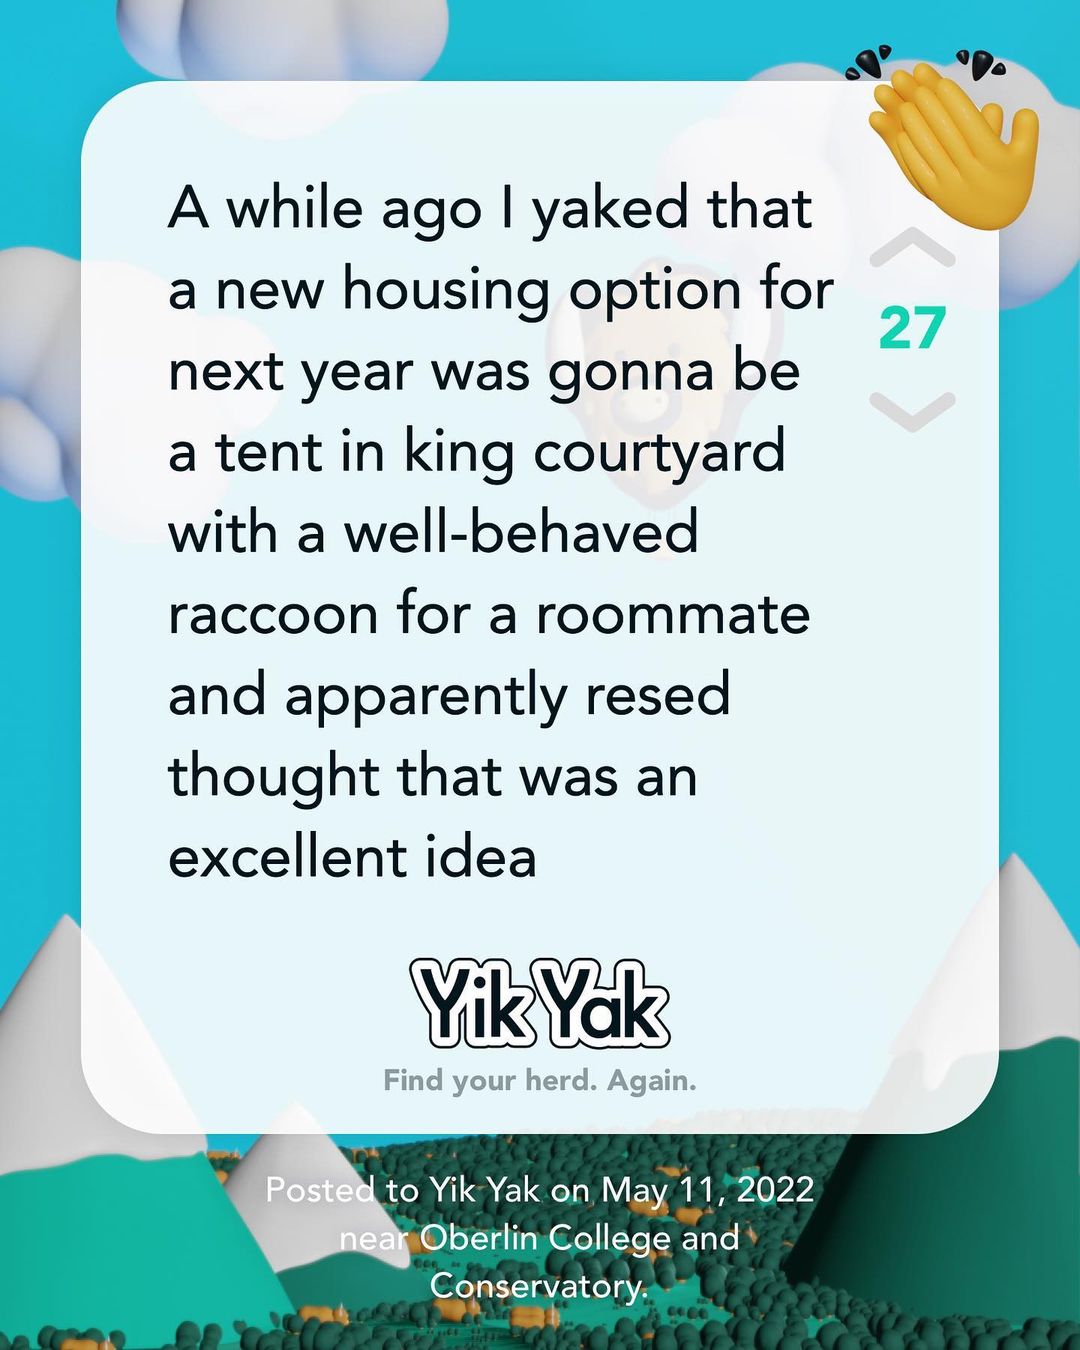 A while ago I yaked that
a new housing option for
next year was gonna be
a tent in king courtyard
with a well-behaved
raccoon for a roommate
and apparently resed
thought that was an
excellent idea
27
Yik Yak
Find your herd. Again.
Posted to Yik Yak on May 11, 2022
near Oberlin College and
Conservatory.